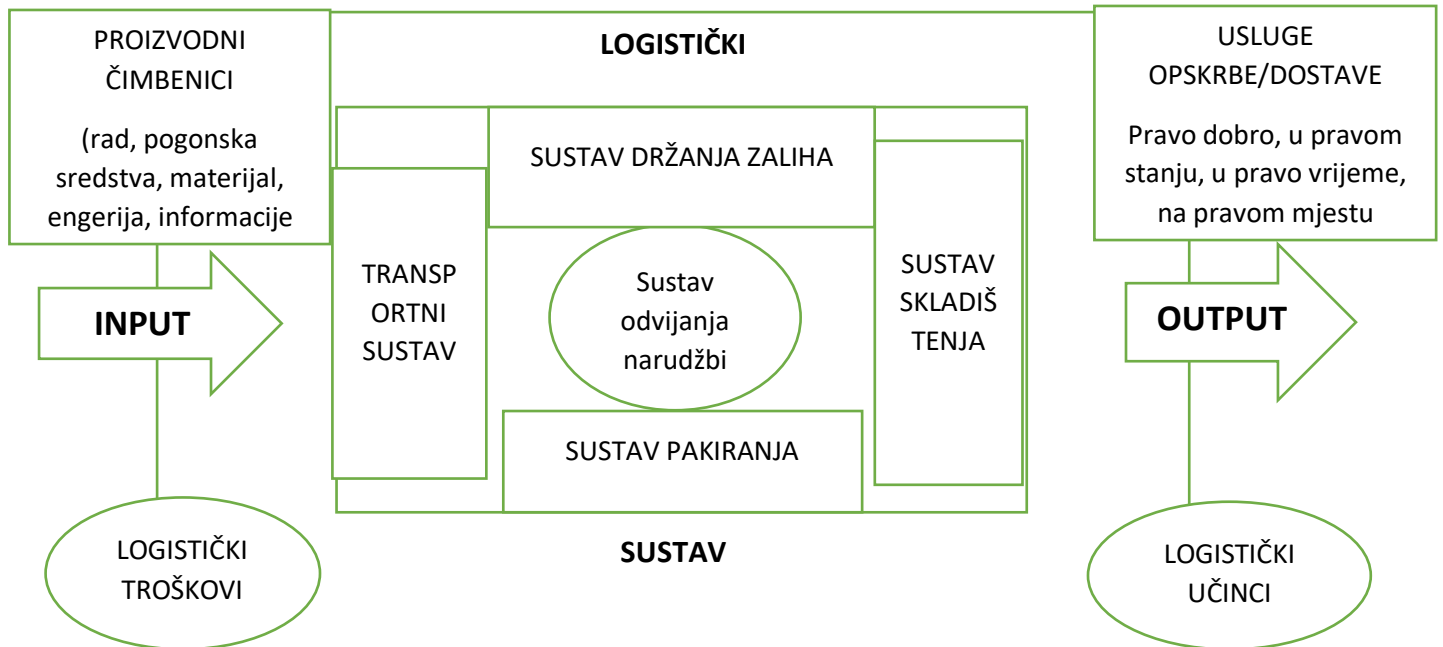 PROIZVODNI
ČIMBENICI
(rad, pogonska
sredstva, materijal,
engerija, informacije
INPUT
LOGISTIČKI
TROŠKOVI
LOGISTIČKI
SUSTAV DRŽANJA ZALIHA
TRANSP
ORTNI
SUSTAV
Sustav
odvijanja
narudžbi
SUSTAV
SKLADIŠ
TENJA
SUSTAV PAKIRANJA
SUSTAV
USLUGE
OPSKRBE/DOSTAVE
Pravo dobro, u pravom
stanju, u pravo vrijeme,
na pravom mjestu
OUTPUT
LOGISTIČKI
UČINCI